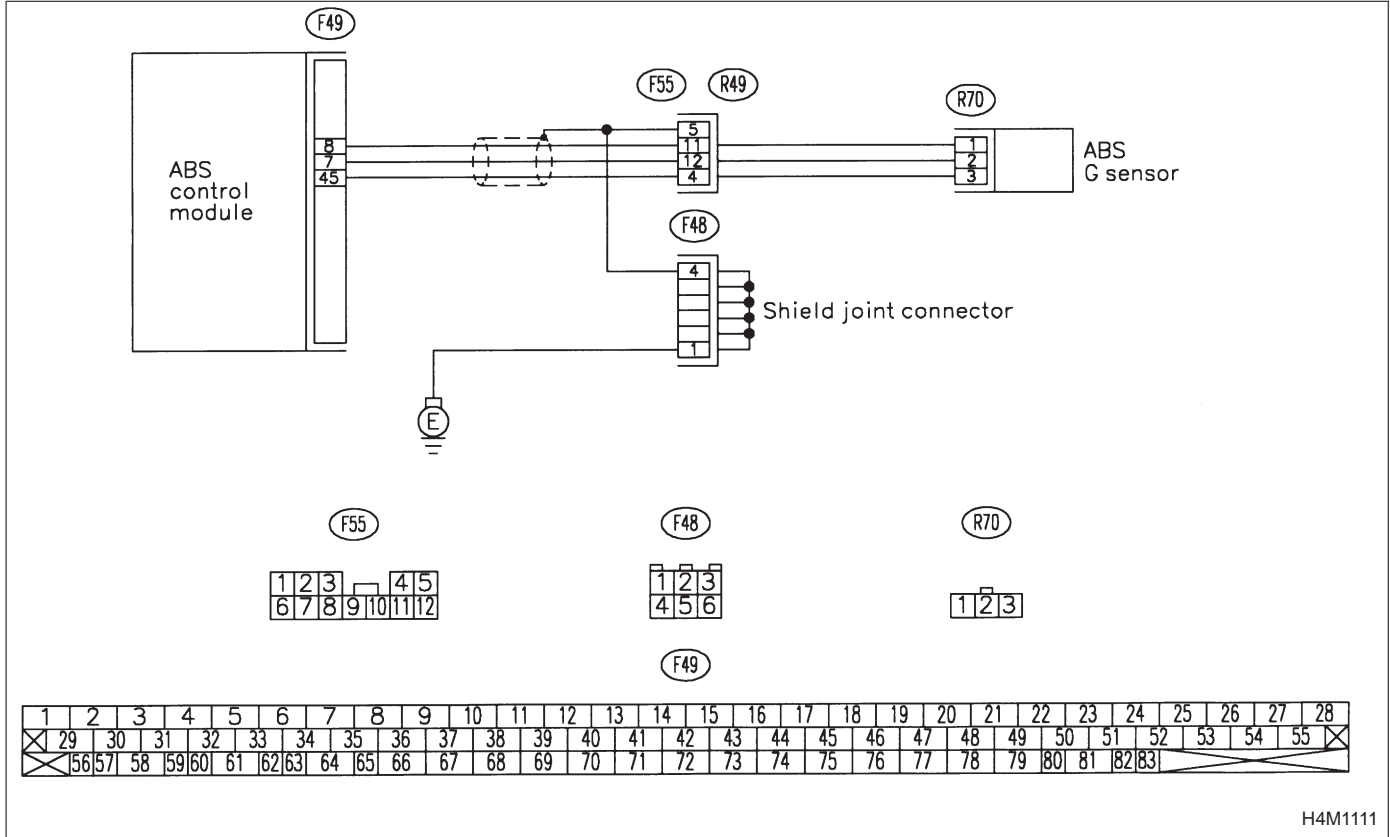 F49
F55 R49
R70
5
8 11 1
7 12 2
45 4 3
ABS
control
module
ABS
G sensor
F48
4
Shield joint connector
1
E
F55 F48 R70
1 2 3 4 5
6 7 8 9 10 11 12
1 2 3
4 5 6
1 2 3
F49
1 2 3 4 5 6 7 8 9 10 11 12 13 14 15 16 17 18 19 20 21 22 23 24 25 26 27 28
29 30 31 32 33 34 35 36 37 38 39 40 41 42 43 44 45 46 47 48 49 50 51 52 53 54 55
56 57 58 59 60 61 62 63 64 65 66 67 68 69 70 71 72 73 74 75 76 77 78 79 80 81 82 83
H4M1111